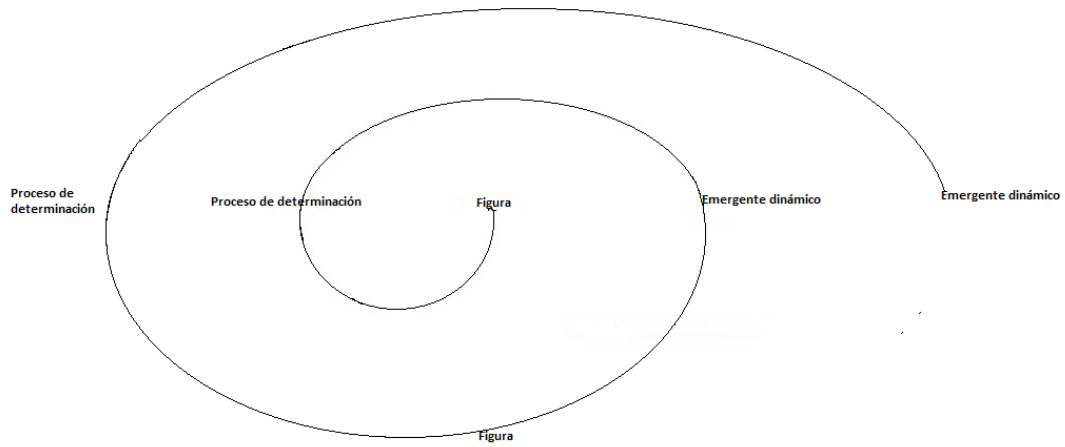 Proceso de
determinación
Proceso de determinación
Figura
Emergente dinámico
Emergente dinámico
Figura